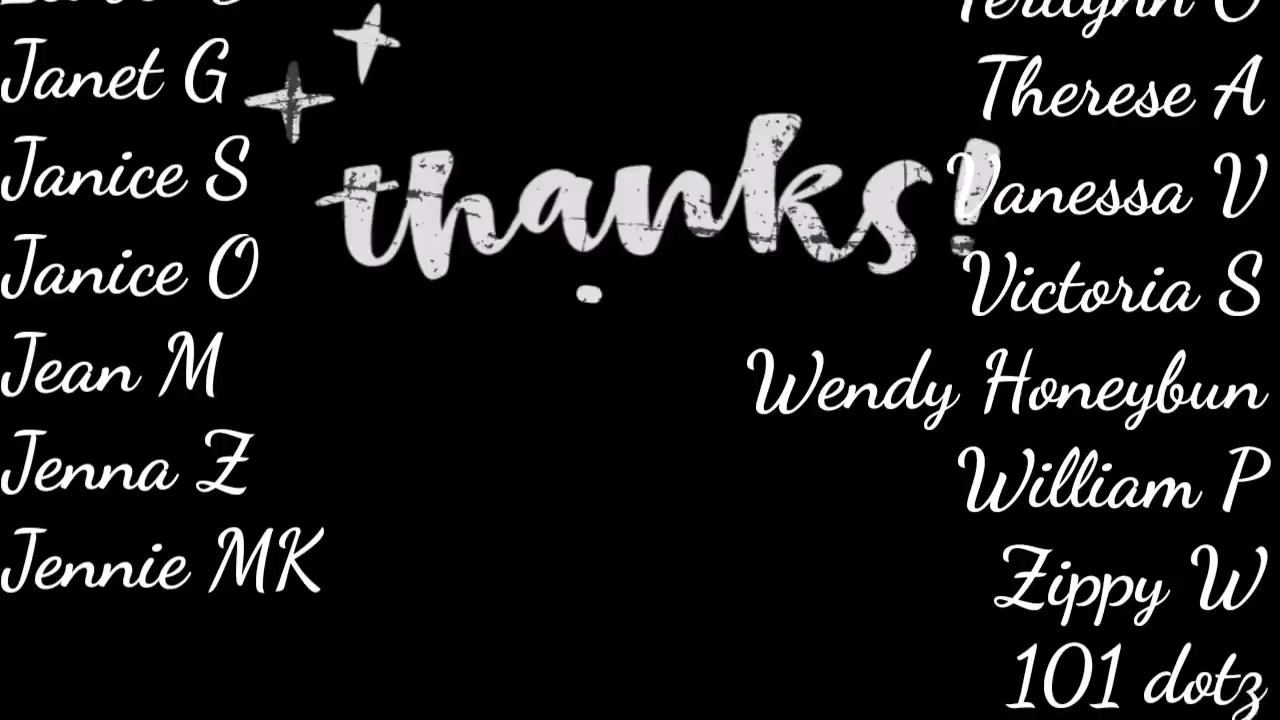 Janet G
Janice S
Janice O
Jean M
Jenna Z
Jennie MK
thanks!
Therese A
Vanessa V
Victoria S
Wendy Honeybun
William P
Zippy W
101 dotz